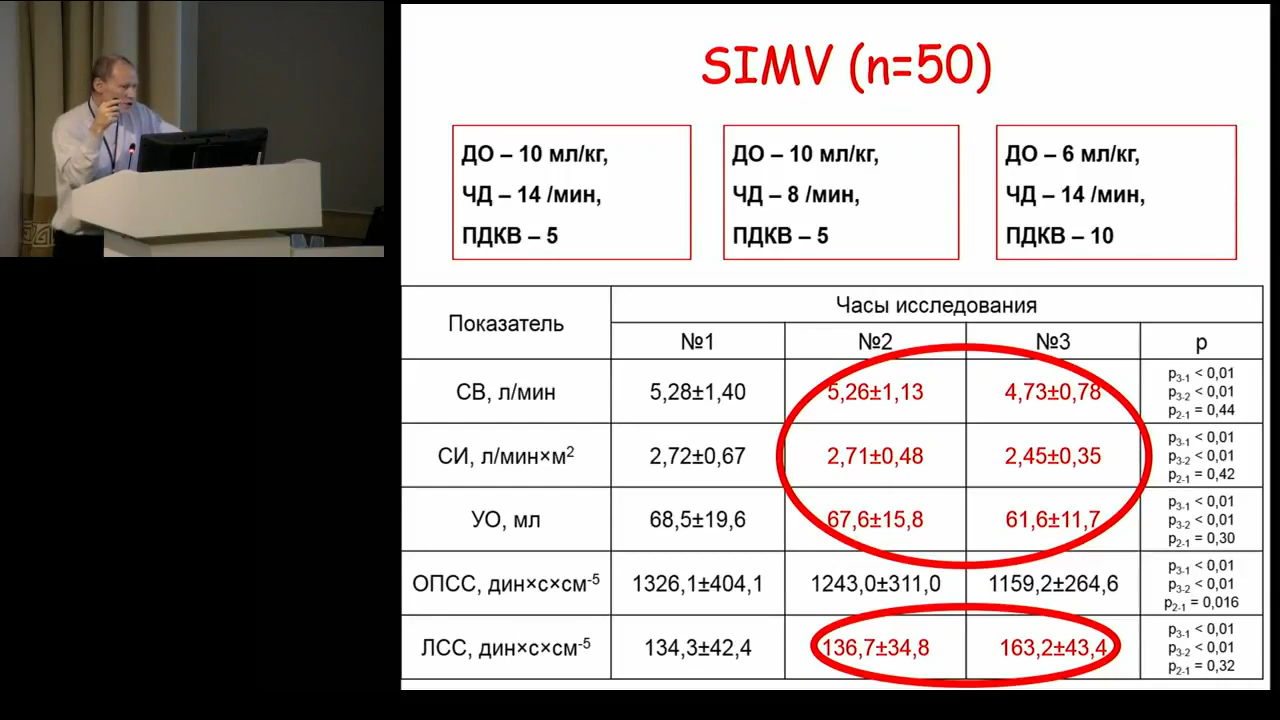 SIMV (n=50)
ДО – 10 мл/кг,
ЧД – 14 /мин,
ПДКВ – 5
ДО – 10 мл/кг,
ЧД – 8 /мин,
ПДКВ – 5
ДО – 6 мл/кг,
ЧД – 14 /мин,
ПДКВ – 10
Показатель
Часы исследования
№1 №2 №3 p
СВ, л/мин 5,28±1,40 5,26±1,13 4,73±0,78
p3-1 < 0,01
p3-2 < 0,01
p2-1 = 0,44
СИ, л/мин×м² 2,72±0,67 2,71±0,48 2,45±0,35
p3-1 < 0,01
p3-2 < 0,01
p2-1 = 0,42
УО, мл 68,5±19,6 67,6±15,8 61,6±11,7
p3-1 < 0,01
p3-2 < 0,01
p2-1 = 0,30
ОПСС, дин×с×см⁻⁵ 1326,1±404,1 1243,0±311,0 1159,2±264,6
p3-1 < 0,01
p3-2 < 0,01
p2-1 = 0,016
ЛСС, дин×с×см⁻⁵ 134,3±42,4 136,7±34,8 163,2±43,4
p3-1 < 0,01
p3-2 < 0,01
p2-1 = 0,32